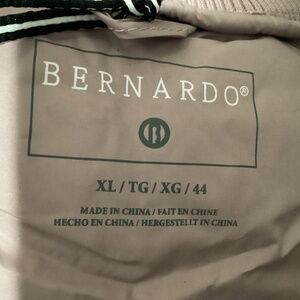 BERNARDO®
B
XL / TG / XG / 44
MADE IN CHINA / FAIT EN CHINE
HECHO EN CHINA / HERGESTELLT IN CHINA